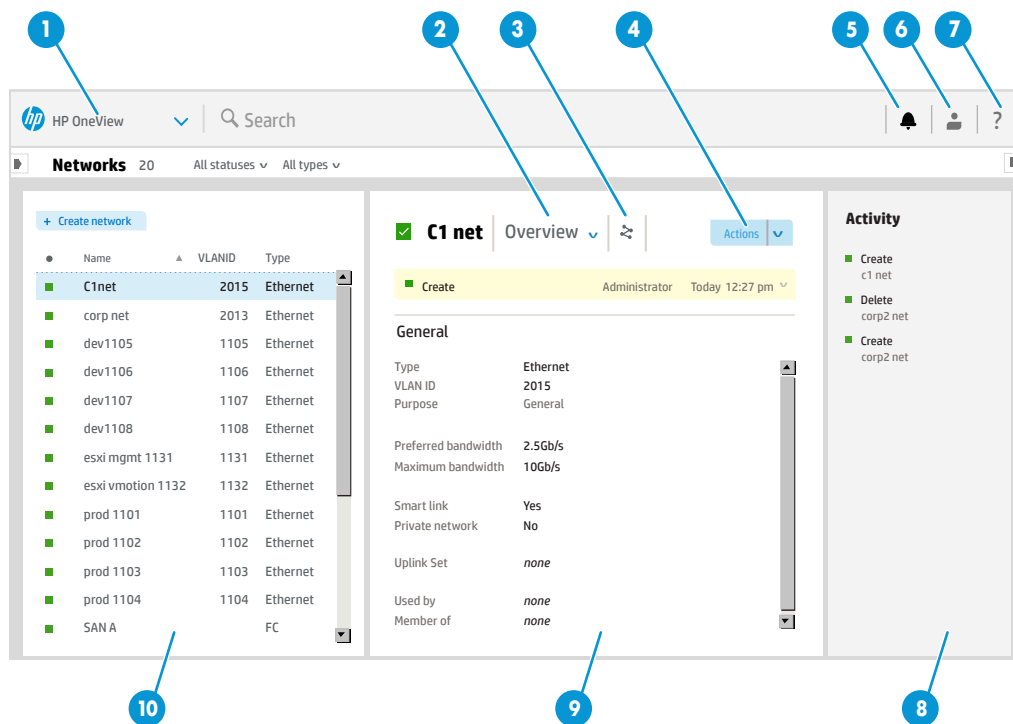 1 2 3 4 5 6 7
hp HP OneView Search ?
Networks 20 All statuses All types
+ Create network
Name VLANID Type
C1net 2015 Ethernet
corp net 2013 Ethernet
dev1105 1105 Ethernet
dev1106 1106 Ethernet
dev1107 1107 Ethernet
dev1108 1108 Ethernet
esxi mgmt 1131 1131 Ethernet
esxi vmotion 1132 1132 Ethernet
prod 1101 1101 Ethernet
prod 1102 1102 Ethernet
prod 1103 1103 Ethernet
prod 1104 1104 Ethernet
SAN A FC
C1 net Overview Actions
Create Administrator Today 12:27 pm
General
Type Ethernet
VLAN ID 2015
Purpose General
Preferred bandwidth 2.5Gb/s
Maximum bandwidth 10Gb/s
Smart link Yes
Private network No
Uplink Set none
Used by none
Member of none
Activity
Create
c1 net
Delete
corp2 net
Create
corp2 net
10 9 8